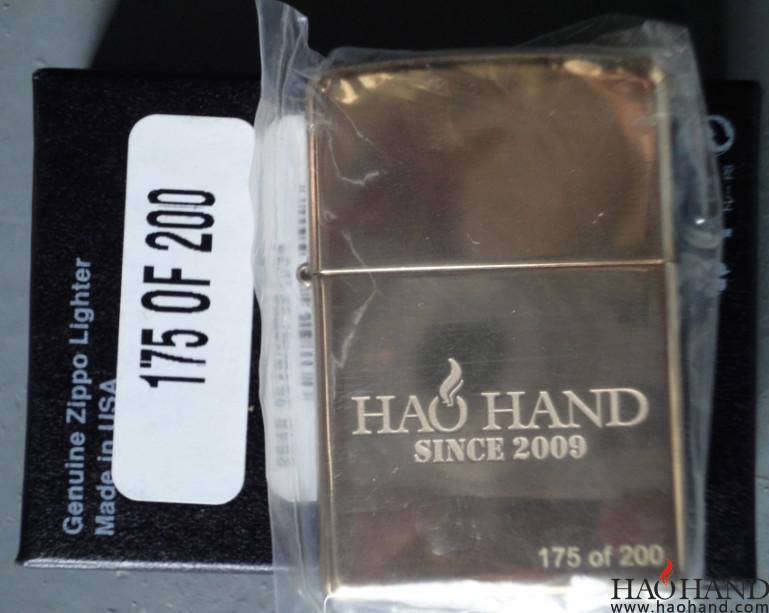 Genuine Zippo Lighter
Made in USA
175 OF 200
HAO HAND
SINCE 2009
175 of 200
HAOHAND
www.haohand.com